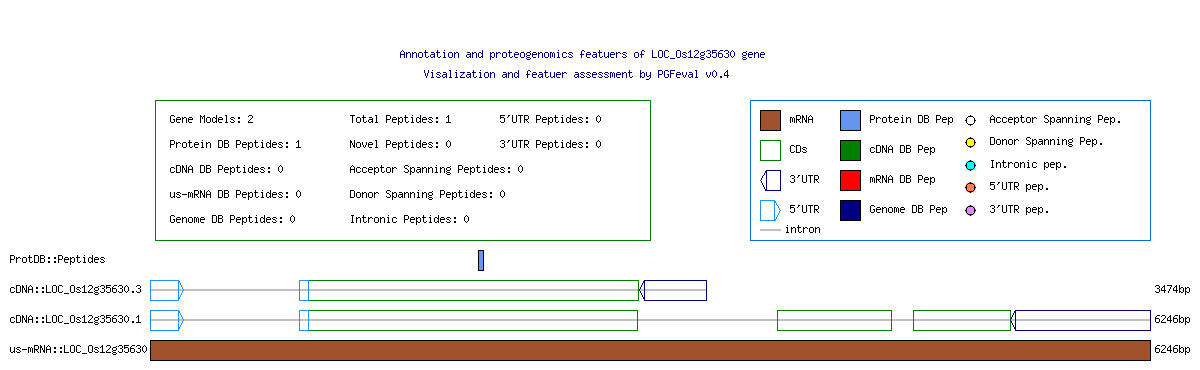 Annotation and proteogenomics featuers of LOC_Os12g35630 gene
Visalization and featuer assessment by PGFeval v0.4
Gene Models: 2 Total Peptides: 1 5'UTR Peptides: 0
Protein DB Peptides: 1 Novel Peptides: 0 3'UTR Peptides: 0
cDNA DB Peptides: 0 Acceptor Spanning Peptides: 0
us-mRNA DB Peptides: 0 Donor Spanning Peptides: 0
Genome DB Peptides: 0 Intronic Peptides: 0
mRNA Protein DB Pep Acceptor Spanning Pep.
CDs cDNA DB Pep Donor Spanning Pep.
3'UTR mRNA DB Pep Intronic pep.
5'UTR Genome DB Pep 5'UTR pep.
intron 3'UTR pep.
ProtDB::Peptides
cDNA::LOC_Os12g35630.3 3474bp
cDNA::LOC_Os12g35630.1 6246bp
us-mRNA::LOC_Os12g35630 6246bp